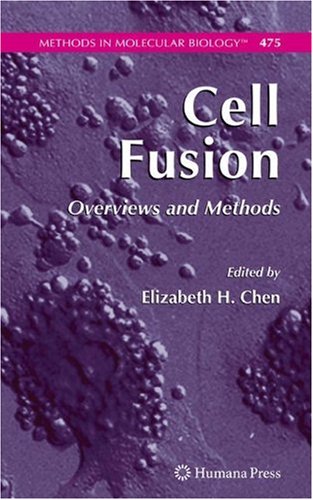 METHODS IN MOLECULAR BIOLOGY™ 475
Cell
Fusion
Overviews and Methods
Edited by
Elizabeth H. Chen
Humana Press